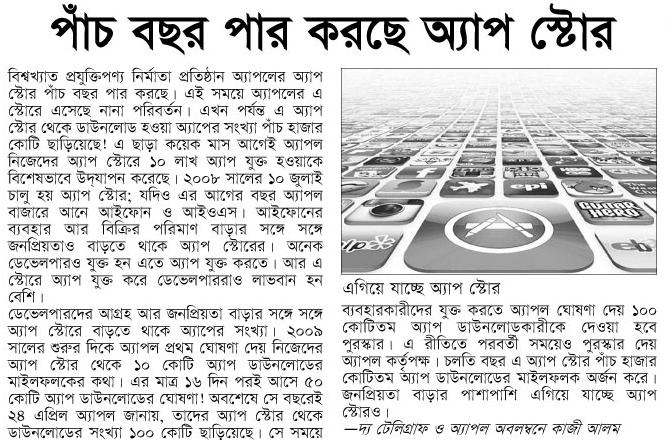 পাঁচ বছর পার করছে অ্যাপ স্টোর
বিশ্বখ্যাত প্রযুক্তিপণ্য নির্মাতা প্রতিষ্ঠান অ্যাপলের অ্যাপ
স্টোর পাঁচ বছর পার করছে। এই সময়ে অ্যাপলের এ
স্টোরে এসেছে নানা পরিবর্তন। এখন পর্যন্ত এ অ্যাপ
স্টোর থেকে ডাউনলোড হওয়া অ্যাপের সংখ্যা পাঁচ হাজার
কোটি ছাড়িয়েছে! এ ছাড়া কয়েক মাস আগেই অ্যাপল
নিজেদের অ্যাপ স্টোরে ১০ লাখ অ্যাপ যুক্ত হওয়াকে
বিশেষভাবে উদ্‌যাপন করেছে। ২০০৮ সালের ১০ জুলাই
চালু হয় অ্যাপ স্টোর; যদিও এর আগের বছর অ্যাপল
বাজারে আনে আইফোন ও আইওএস। আইফোনের
ব্যবহার আর বিক্রির পরিমাণ বাড়ার সঙ্গে সঙ্গে
জনপ্রিয়তাও বাড়তে থাকে অ্যাপ স্টোরের। অনেক
ডেভেলপারও যুক্ত হন এতে অ্যাপ যুক্ত করতে। আর এ
স্টোরে অ্যাপ যুক্ত করে ডেভেলপাররাও লাভবান হন
বেশি।
ডেভেলপারদের আগ্রহ আর জনপ্রিয়তা বাড়ার সঙ্গে সঙ্গে
অ্যাপ স্টোরে বাড়তে থাকে অ্যাপের সংখ্যা। ২০০৯
সালের শুরুর দিকে অ্যাপল প্রথম ঘোষণা দেয় নিজেদের
অ্যাপ স্টোর থেকে ১০ কোটি অ্যাপ ডাউনলোডের
মাইলফলকের কথা। এর মাত্র ১৬ দিন পরই আসে ৫০
কোটি অ্যাপ ডাউনলোডের ঘোষণা! অবশেষে সে বছরেই
২৪ এপ্রিল অ্যাপল জানায়, তাদের অ্যাপ স্টোর থেকে
ডাউনলোডের সংখ্যা ১০০ কোটি ছাড়িয়েছে। সে সময়ে
epi
GUITAR HERO
এগিয়ে যাচ্ছে অ্যাপ স্টোর
ব্যবহারকারীদের যুক্ত করতে অ্যাপল ঘোষণা দেয় ১০০
কোটিতম অ্যাপ ডাউনলোডকারীকে দেওয়া হবে
পুরস্কার। এ রীতিতে পরবর্তী সময়েও পুরস্কার দেয়
অ্যাপল কর্তৃপক্ষ। চলতি বছর এ অ্যাপ স্টোর পাঁচ হাজার
কোটিতম অ্যাপ ডাউনলোডের মাইলফলক অর্জন করে।
জনপ্রিয়তা বাড়ার পাশাপাশি এগিয়ে যাচ্ছে অ্যাপ
স্টোরও।
—দ্য টেলিগ্রাফ ও অ্যাপল অবলম্বনে কাজী আলম